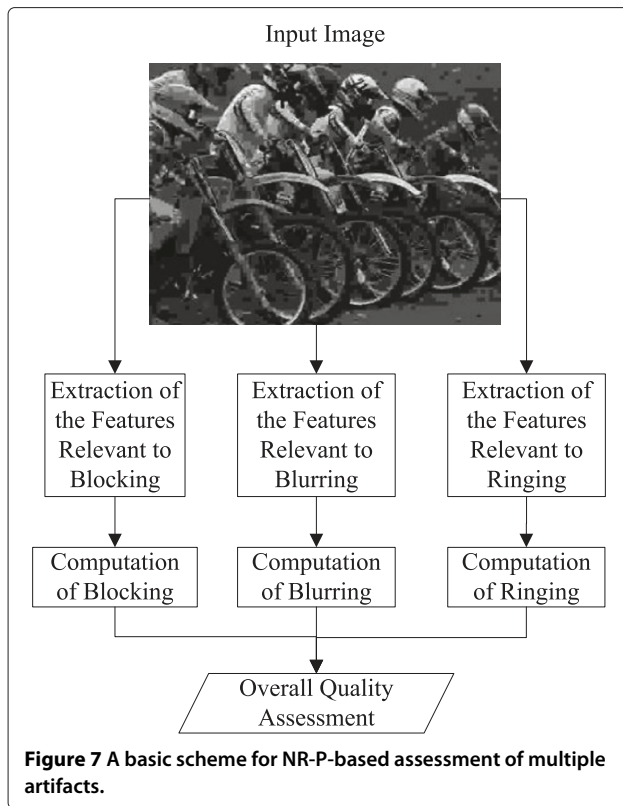 Input Image
Extraction of
the Features
Relevant to
Blocking
Extraction of
the Features
Relevant to
Blurring
Extraction of
the Features
Relevant to
Ringing
Computation
of Blocking
Computation
of Blurring
Computation
of Ringing
Overall Quality
Assessment
Figure 7 A basic scheme for NR-P-based assessment of multiple
artifacts.